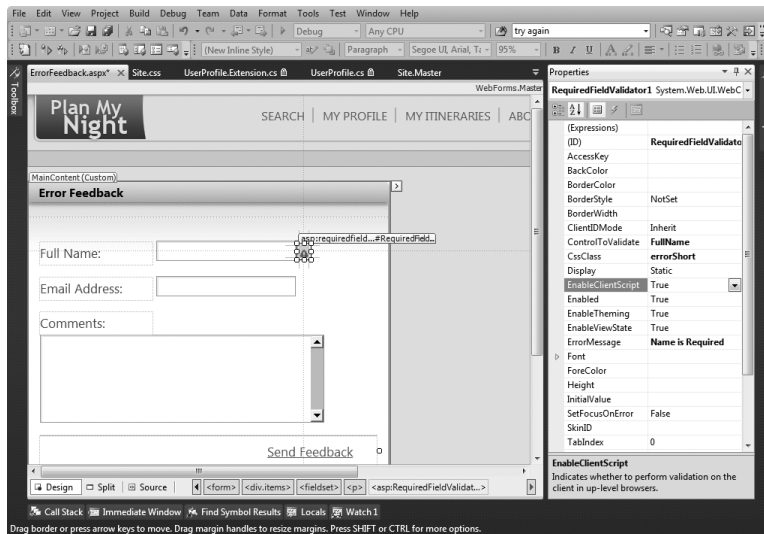 File Edit View Project Build Debug Team Data Format Tools Test Window Help
Debug Any CPU try again
(New Inline Style) Paragraph Segoe UI, Arial, Ta 95% B I U A
ErrorFeedback.aspx* Site.css UserProfile.Extension.cs UserProfile.cs Site.Master
Toolbox
WebForms.Master
Plan My
Night
SEARCH | MY PROFILE | MY ITINERARIES | ABO
MainContent (Custom)
Error Feedback
asp:requiredfield...#RequiredField...
Full Name:
Email Address:
Comments:
Send Feedback
Design Split Source <form> <div.items> <fieldset> <p> <asp:RequiredFieldValidat...>
Properties
RequiredFieldValidator1 System.Web.UI.WebC
(Expressions)
(ID) RequiredFieldValidato
AccessKey
BackColor
BorderColor
BorderStyle NotSet
BorderWidth
ClientIDMode Inherit
ControlToValidate FullName
CssClass errorShort
Display Static
EnableClientScript True
Enabled True
EnableTheming True
EnableViewState True
ErrorMessage Name is Required
Font
ForeColor
Height
InitialValue
SetFocusOnError False
SkinID
TabIndex 0
EnableClientScript
Indicates whether to perform validation on the
client in up-level browsers.
Call Stack Immediate Window Find Symbol Results Locals Watch 1
Drag border or press arrow keys to move. Drag margin handles to resize margins. Press SHIFT or CTRL for more options.